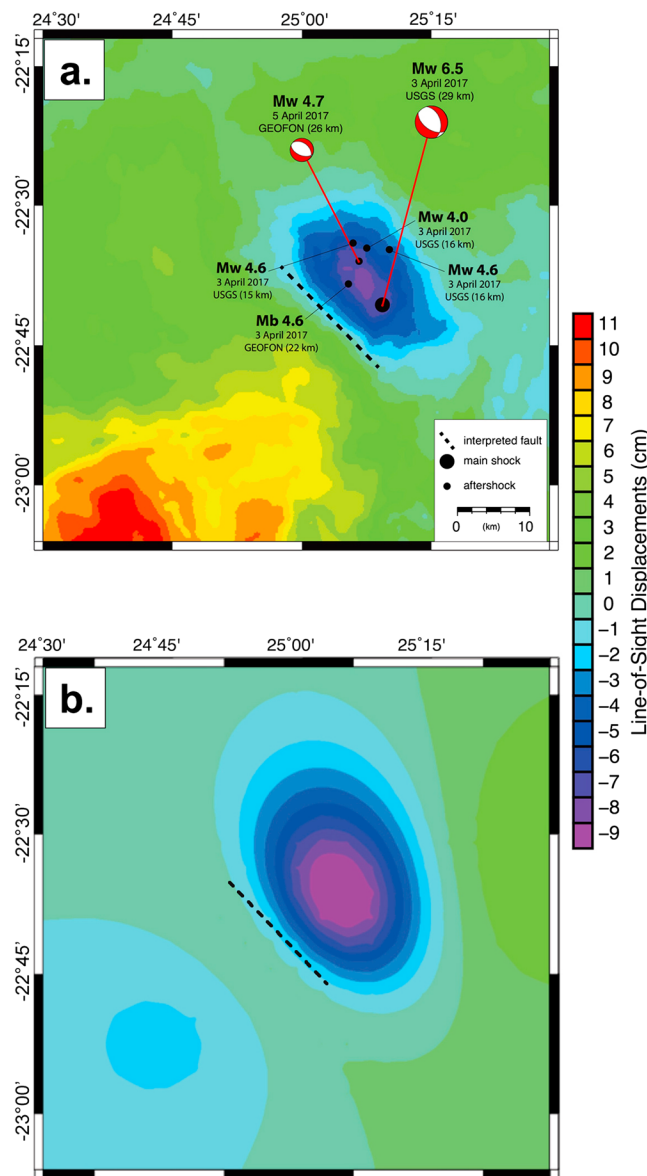 24°30' 24°45' 25°00' 25°15'
-22°15'
-22°30'
-22°45'
-23°00'
a.
Mw 6.5
3 April 2017
USGS (29 km)
Mw 4.7
5 April 2017
GEOFON (26 km)
Mw 4.0
3 April 2017
USGS (16 km)
Mw 4.6
3 April 2017
USGS (15 km)
Mw 4.6
3 April 2017
USGS (16 km)
Mb 4.6
3 April 2017
GEOFON (22 km)
interpreted fault
main shock
aftershock
0 (km) 10
24°30' 24°45' 25°00' 25°15'
-22°15'
-22°30'
-22°45'
-23°00'
b.
11
10
9
8
7
6
5
4
3
2
1
0
−1
−2
−3
−4
−5
−6
−7
−8
−9
Line-of-Sight Displacements (cm)